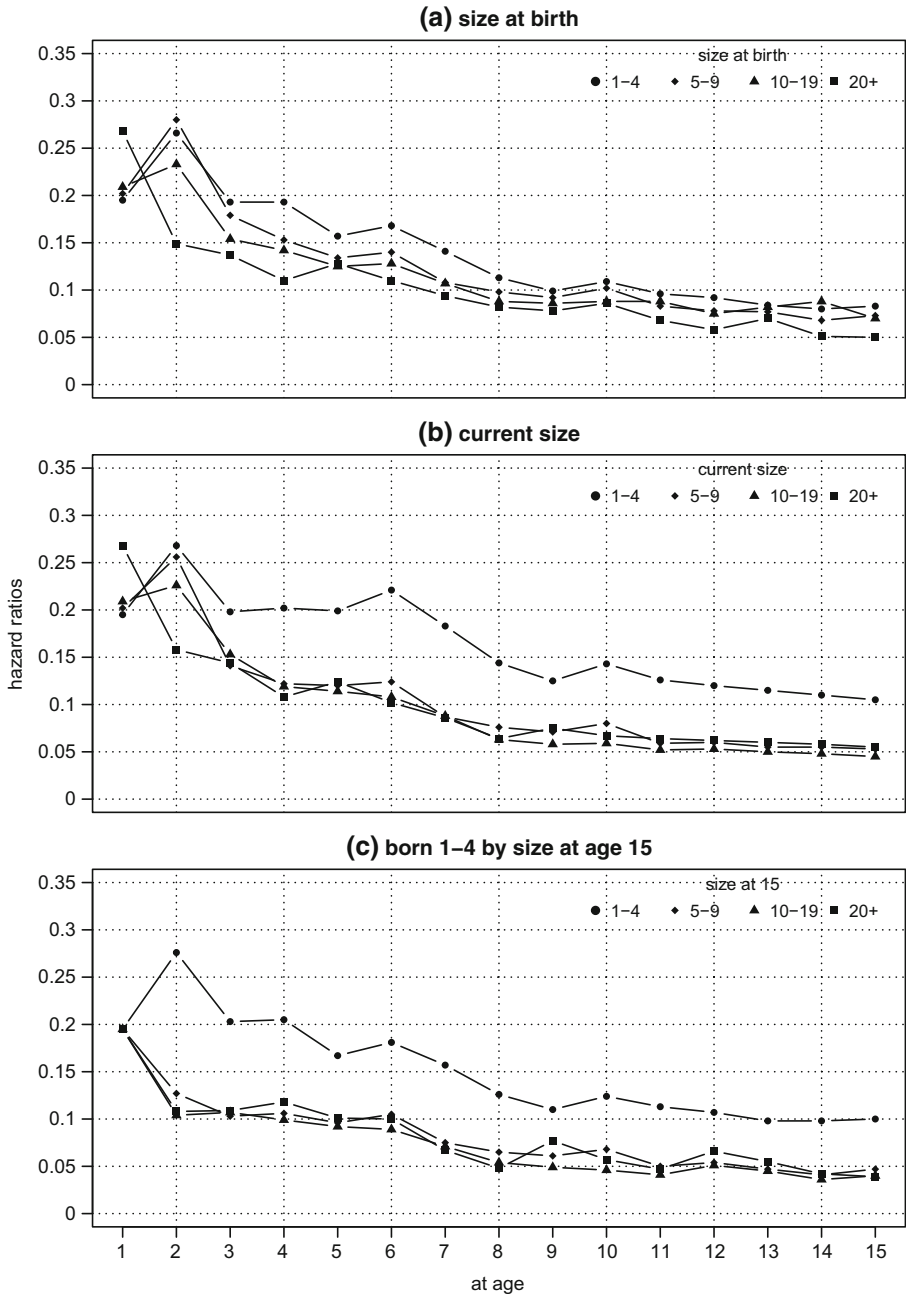 (a) size at birth
size at birth
1−4 5−9 10−19 20+
0.35
0.3
0.25
0.2
0.15
0.1
0.05
0
(b) current size
current size
1−4 5−9 10−19 20+
0.35
0.3
0.25
0.2
0.15
0.1
0.05
0
hazard ratios
(c) born 1−4 by size at age 15
size at 15
1−4 5−9 10−19 20+
0.35
0.3
0.25
0.2
0.15
0.1
0.05
0
1 2 3 4 5 6 7 8 9 10 11 12 13 14 15
at age